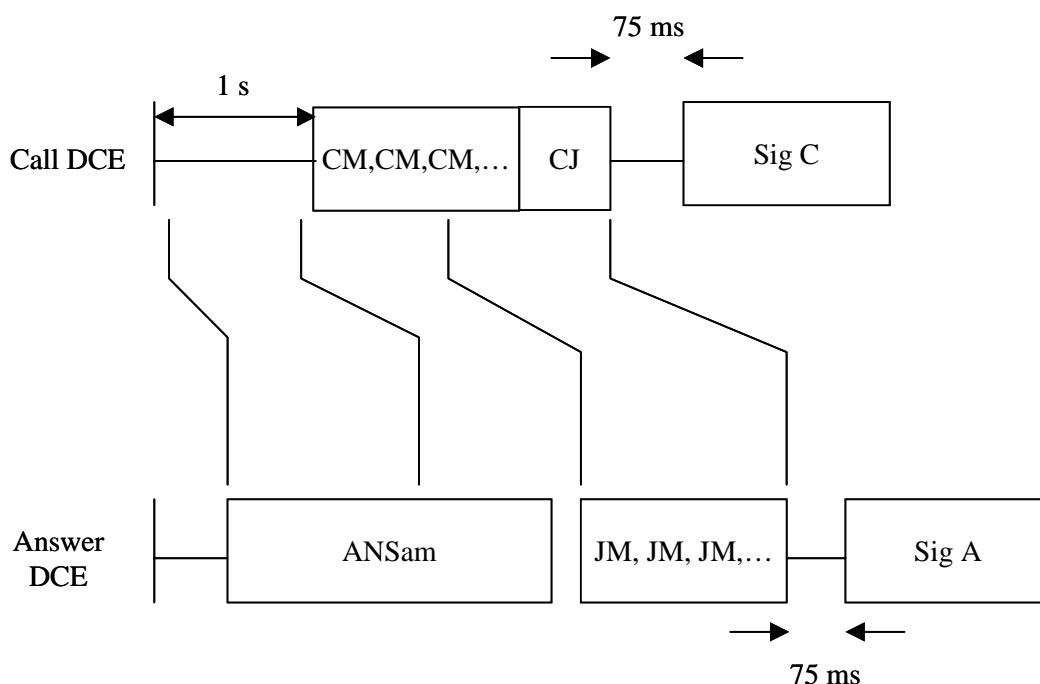 75 ms
1 s
Call DCE
CM,CM,CM,...
CJ
Sig C
Answer
DCE
ANSam
JM, JM, JM,...
Sig A
75 ms